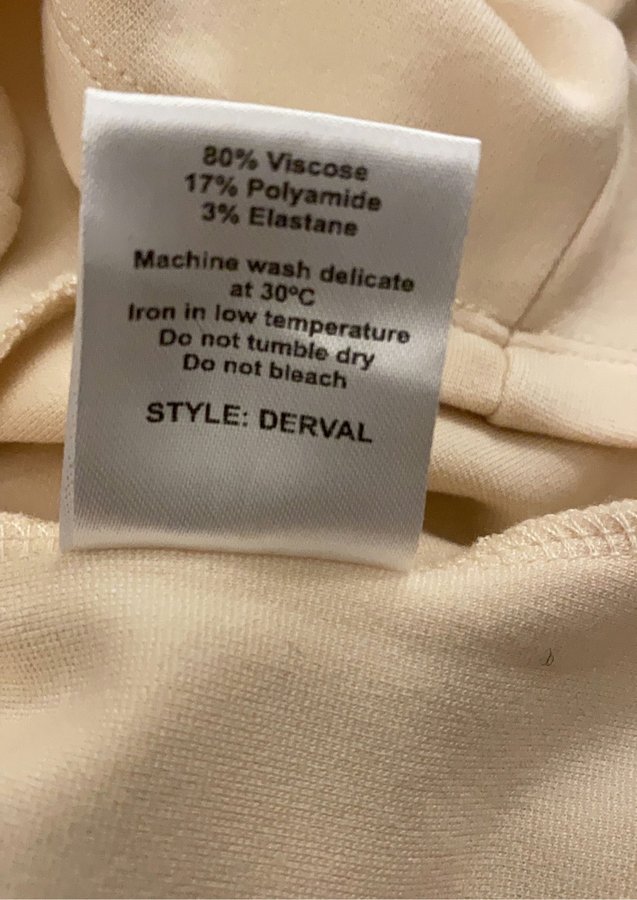 80% Viscose
17% Polyamide
3% Elastane
Machine wash delicate
at 30ºC
Iron in low temperature
Do not tumble dry
Do not bleach
STYLE: DERVAL